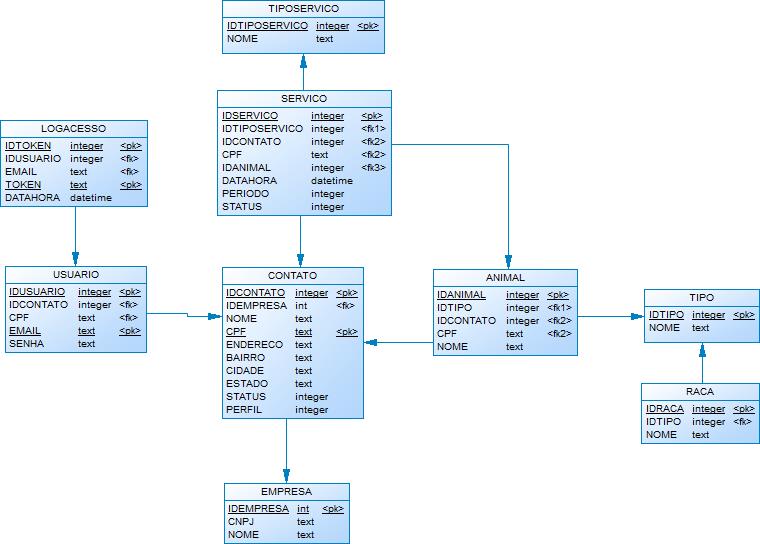 TIPOSERVICO
IDTIPOSERVICO integer <pk>
NOME text
SERVICO
IDSERVICO integer <pk>
IDTIPOSERVICO integer <fk1>
IDCONTATO integer <fk2>
CPF text <fk2>
IDANIMAL integer <fk3>
DATAHORA datetime
PERIODO integer
STATUS integer
LOGACESSO
IDTOKEN integer <pk>
IDUSUARIO integer <fk>
EMAIL text <fk>
TOKEN text <pk>
DATAHORA datetime
USUARIO
IDUSUARIO integer <pk>
IDCONTATO integer <fk>
CPF text <fk>
EMAIL text <pk>
SENHA text
CONTATO
IDCONTATO integer <pk>
IDEMPRESA int <fk>
NOME text
CPF text <pk>
ENDERECO text
BAIRRO text
CIDADE text
ESTADO text
STATUS integer
PERFIL integer
ANIMAL
IDANIMAL integer <pk>
IDTIPO integer <fk1>
IDCONTATO integer <fk2>
CPF text <fk2>
NOME text
TIPO
IDTIPO integer <pk>
NOME text
RACA
IDRACA integer <pk>
IDTIPO integer <fk>
NOME text
EMPRESA
IDEMPRESA int <pk>
CNPJ text
NOME text